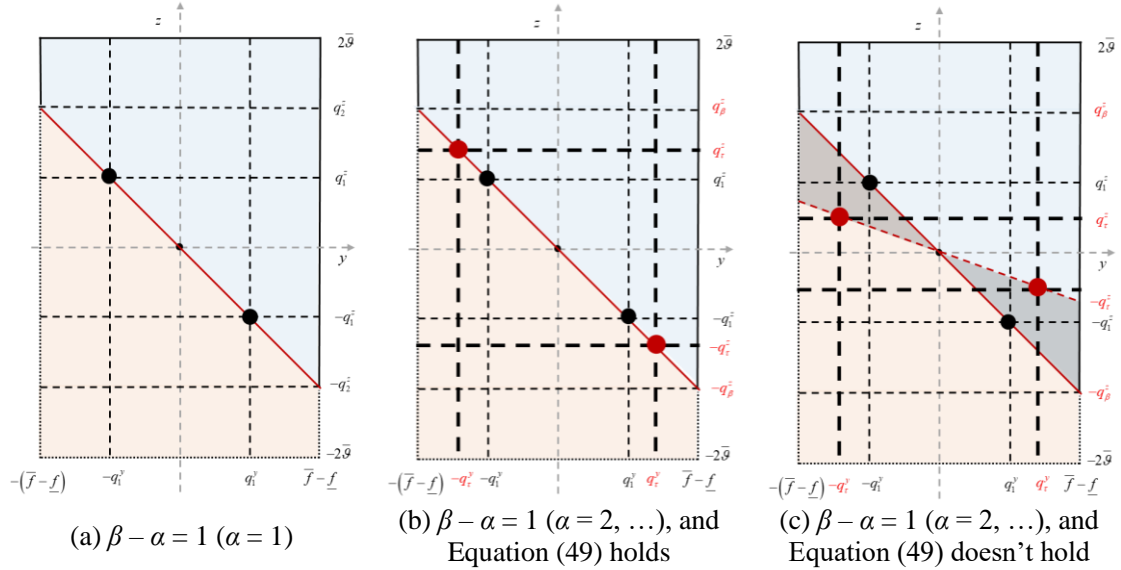 z
2ϑ̄
q₂ᶻ
q₁ᶻ
y
−q₁ᶻ
−q₂ᶻ
−2ϑ̄
−(f̄ − f̲) −q₁ʸ q₁ʸ f̄ − f̲
(a) β – α = 1 (α = 1)
z
2ϑ̄
q_βᶻ
q_τᶻ
q₁ᶻ
y
−q₁ᶻ
−q_τᶻ
−q_βᶻ
−2ϑ̄
−(f̄ − f̲) −q_τʸ −q₁ʸ q₁ʸ q_τʸ f̄ − f̲
(b) β – α = 1 (α = 2, …), and
Equation (49) holds
z
2ϑ̄
q_βᶻ
q₁ᶻ
q_τᶻ
y
−q_τᶻ
−q₁ᶻ
−q_βᶻ
−2ϑ̄
−(f̄ − f̲) −q_τʸ −q₁ʸ q₁ʸ q_τʸ f̄ − f̲
(c) β – α = 1 (α = 2, …), and
Equation (49) doesn’t hold